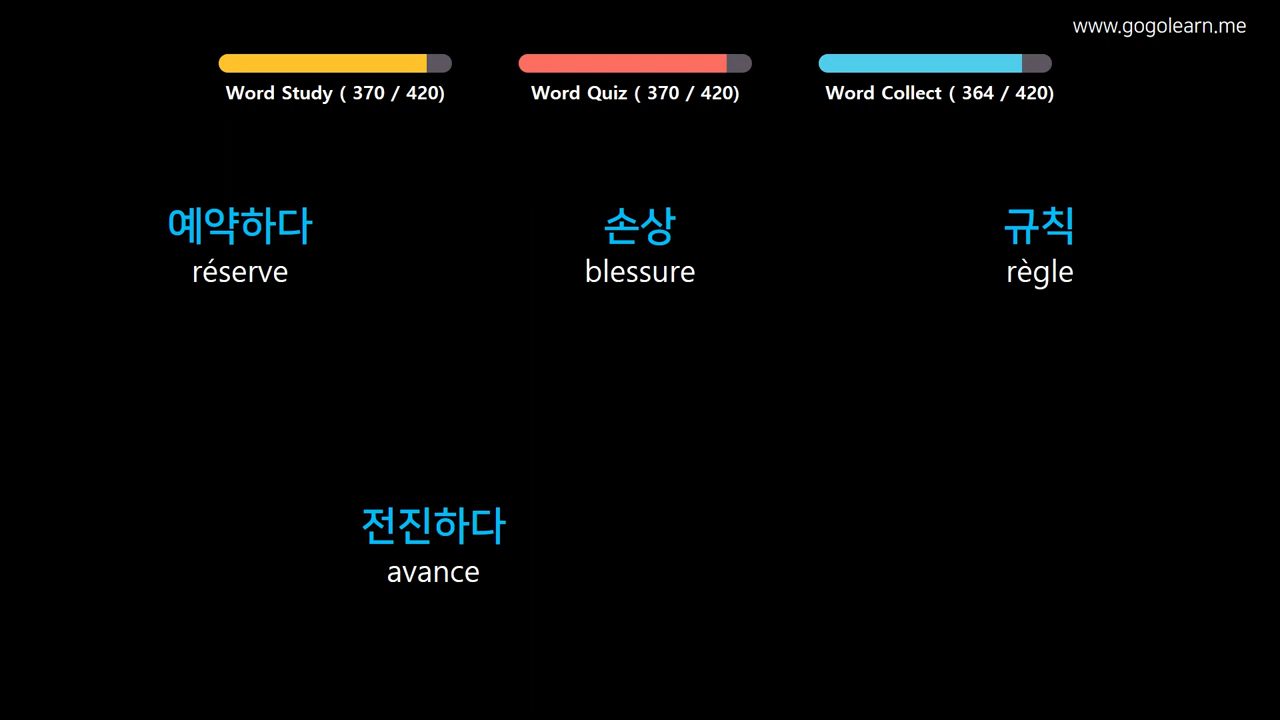 www.gogolearn.me
Word Study ( 370 / 420)
Word Quiz ( 370 / 420)
Word Collect ( 364 / 420)
예약하다
réserve
손상
blessure
규칙
règle
전진하다
avance